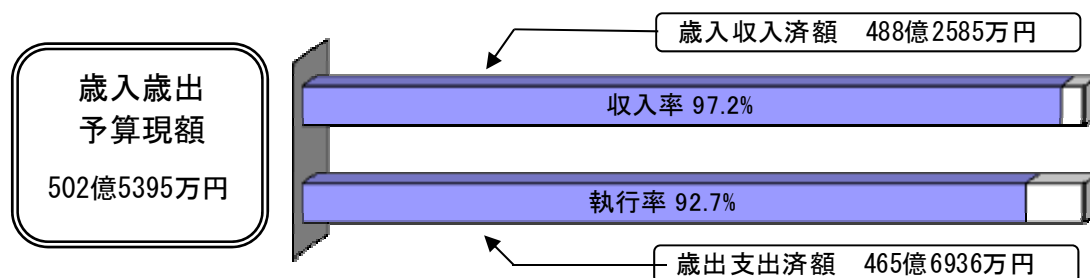 歳入歳出
予算現額
502億5395万円
歳入収入済額　488億2585万円
収入率 97.2%
執行率 92.7%
歳出支出済額　465億6936万円